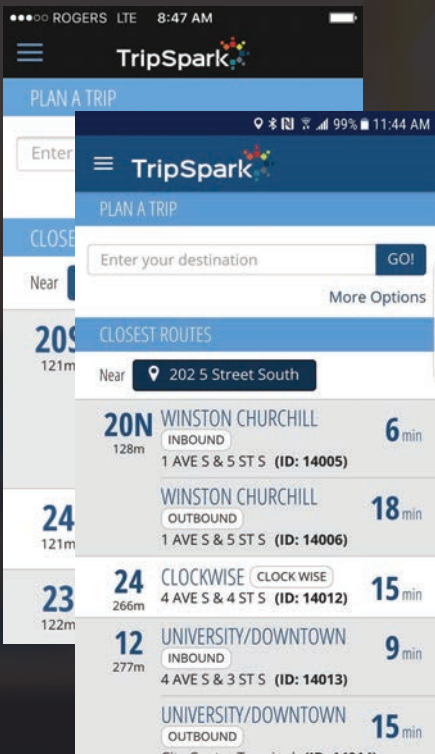 ROGERS LTE 8:47 AM
TripSpark
PLAN A TRIP
Enter
Near
20S
121m
24
121m
23
122m
99% 11:44 AM
TripSpark
PLAN A TRIP
Enter your destination GO!
More Options
CLOSEST ROUTES
Near 202 5 Street South
20N WINSTON CHURCHILL 6 min
128m INBOUND
1 AVE S & 5 ST S (ID: 14005)
WINSTON CHURCHILL 18 min
OUTBOUND
1 AVE S & 5 ST S (ID: 14006)
24 CLOCKWISE CLOCK WISE 15 min
266m 4 AVE S & 4 ST S (ID: 14012)
12 UNIVERSITY/DOWNTOWN 9 min
277m INBOUND
4 AVE S & 3 ST S (ID: 14013)
UNIVERSITY/DOWNTOWN 15 min
OUTBOUND